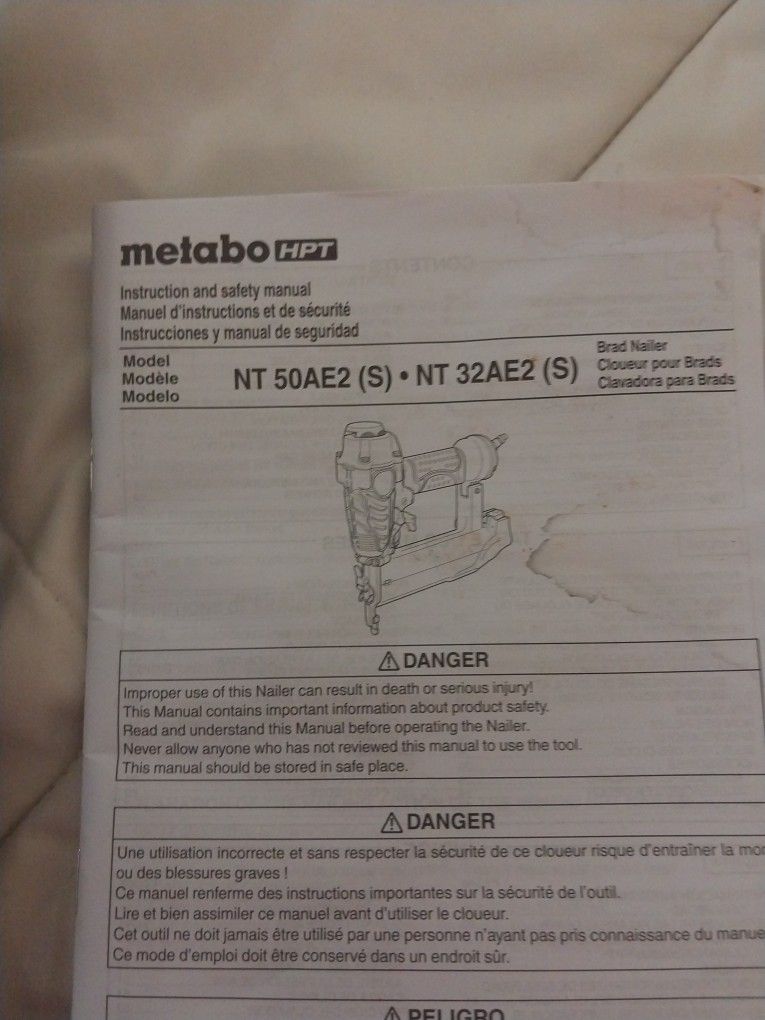 metabo HPT
Instruction and safety manual
Manuel d'instructions et de sécurité
Instrucciones y manual de seguridad
Model
Modèle
Modelo
NT 50AE2 (S) • NT 32AE2 (S)
Brad Nailer
Cloueur pour Brads
Clavadora para Brads
⚠ DANGER
Improper use of this Nailer can result in death or serious injury!
This Manual contains important information about product safety.
Read and understand this Manual before operating the Nailer.
Never allow anyone who has not reviewed this manual to use the tool.
This manual should be stored in safe place.
⚠ DANGER
Une utilisation incorrecte et sans respecter la sécurité de ce cloueur risque d'entraîner la mor
ou des blessures graves !
Ce manuel renferme des instructions importantes sur la sécurité de l'outil.
Lire et bien assimiler ce manuel avant d'utiliser le cloueur.
Cet outil ne doit jamais être utilisé par une personne n'ayant pas pris connaissance du manue
Ce mode d'emploi doit être conservé dans un endroit sûr.
⚠ PELIGRO